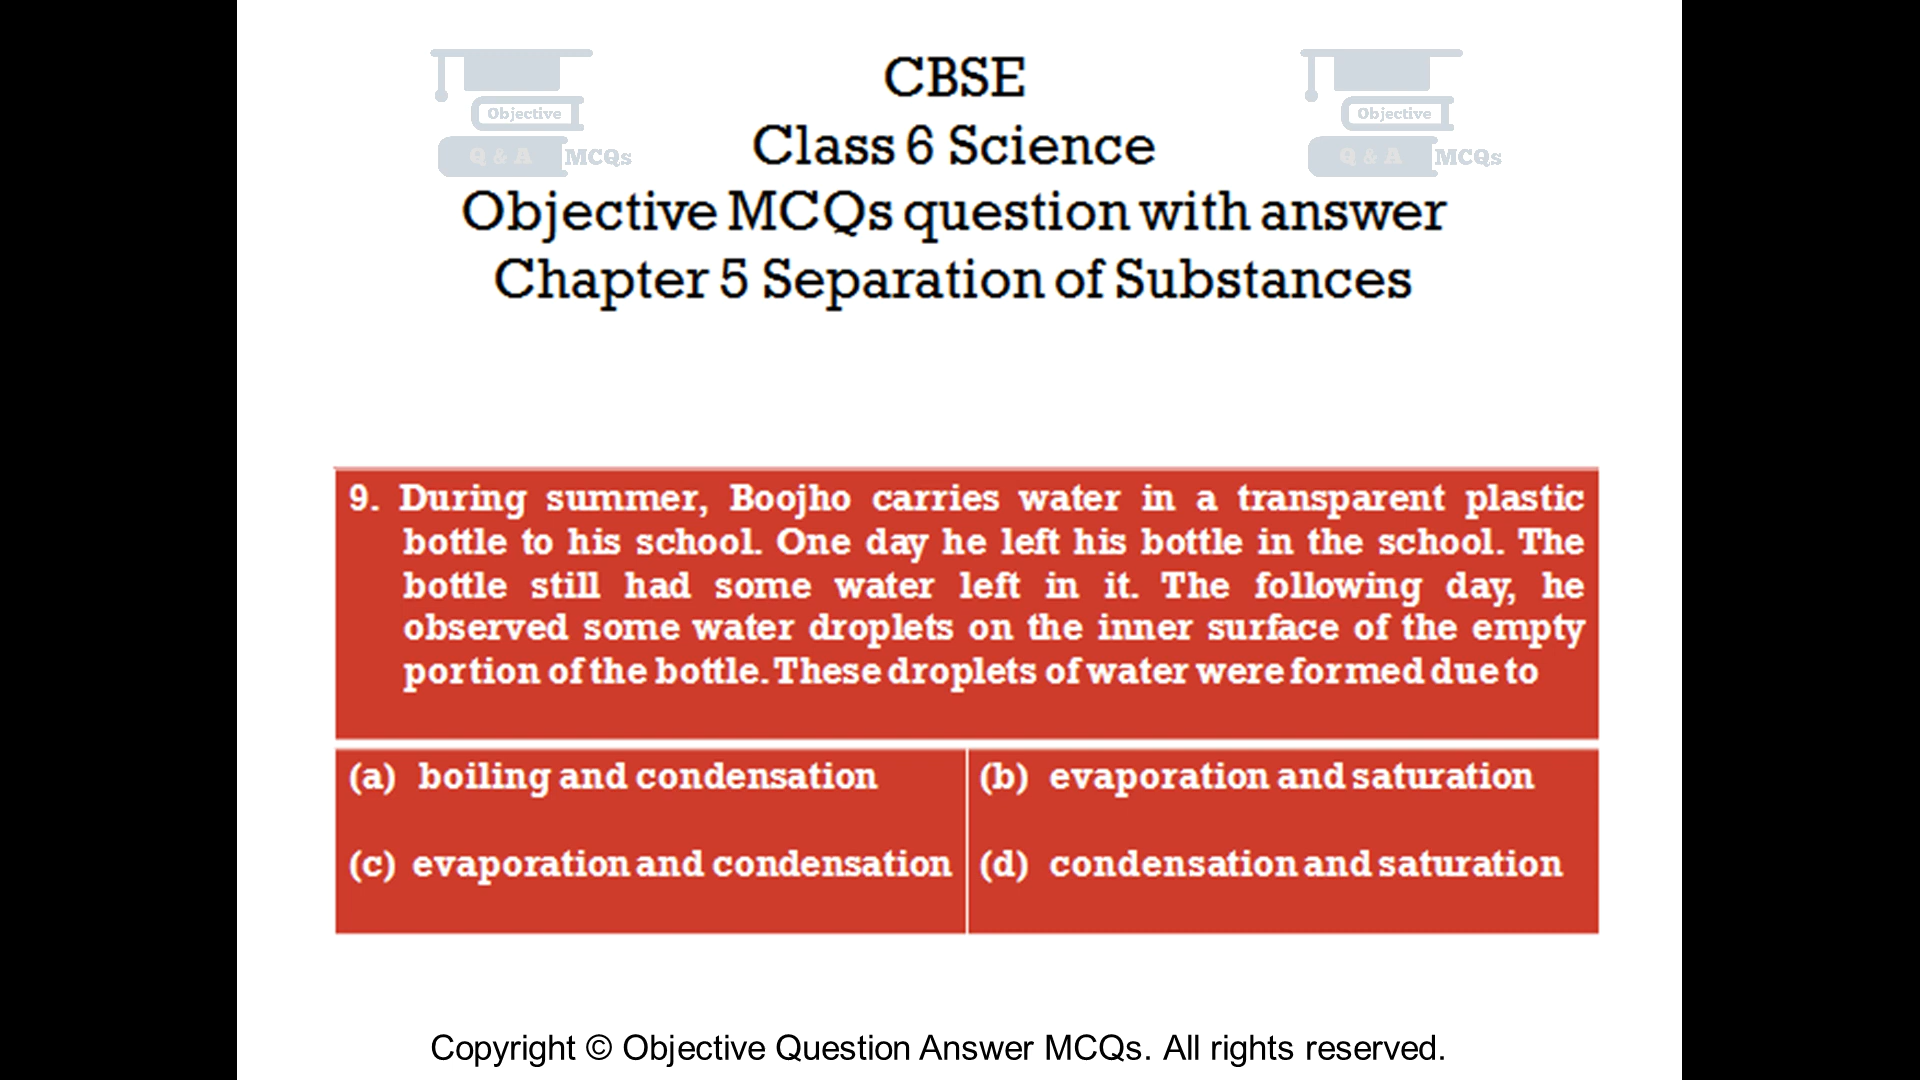 CBSE
Class 6 Science
Objective MCQs question with answer
Chapter 5 Separation of Substances
Objective
Q & A MCQs
Objective
Q & A MCQs
9. During summer, Boojho carries water in a transparent plastic
bottle to his school. One day he left his bottle in the school. The
bottle still had some water left in it. The following day, he
observed some water droplets on the inner surface of the empty
portion of the bottle. These droplets of water were formed due to
(a) boiling and condensation
(b) evaporation and saturation
(c) evaporation and condensation
(d) condensation and saturation
Copyright © Objective Question Answer MCQs. All rights reserved.